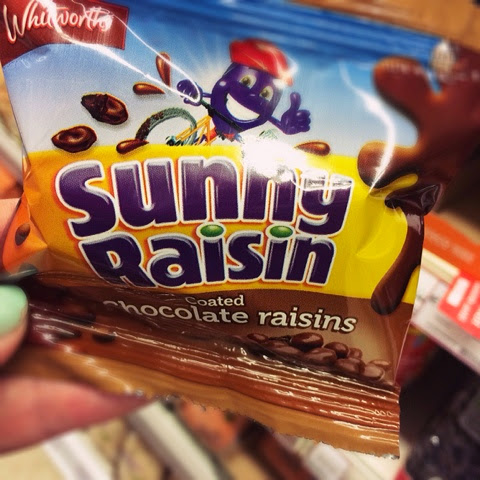 Whitworths
Sunny
Raisin
Coated
chocolate raisins